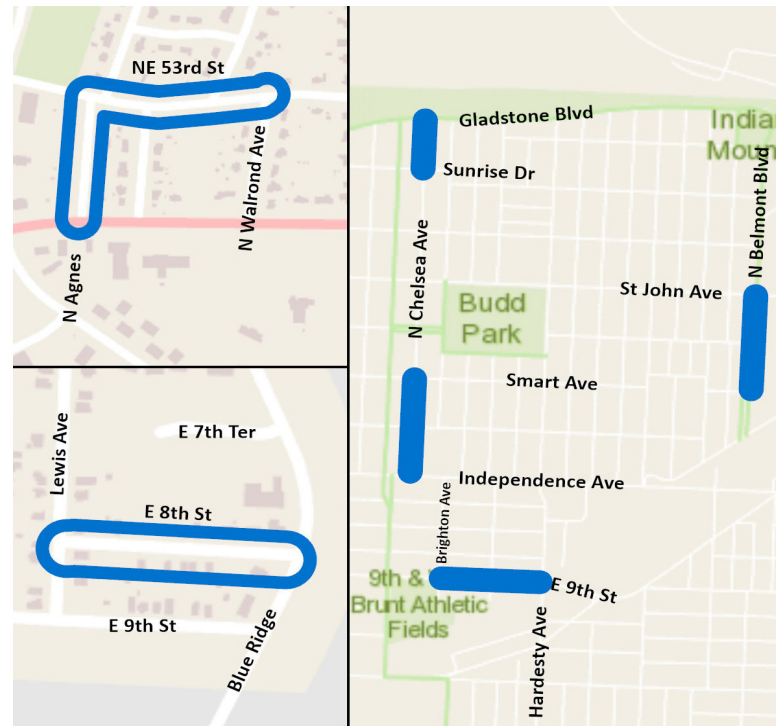 NE 53rd St
N Walrond Ave
N Agnes
E 7th Ter
Lewis Ave
E 8th St
E 9th St
Blue Ridge
Gladstone Blvd
Indian
Mound
Sunrise Dr
N Chelsea Ave
N Belmont Blvd
St John Ave
Budd
Park
Smart Ave
Independence Ave
Brighton Ave
9th &
Brunt Athletic
Fields
E 9th St
Hardesty Ave